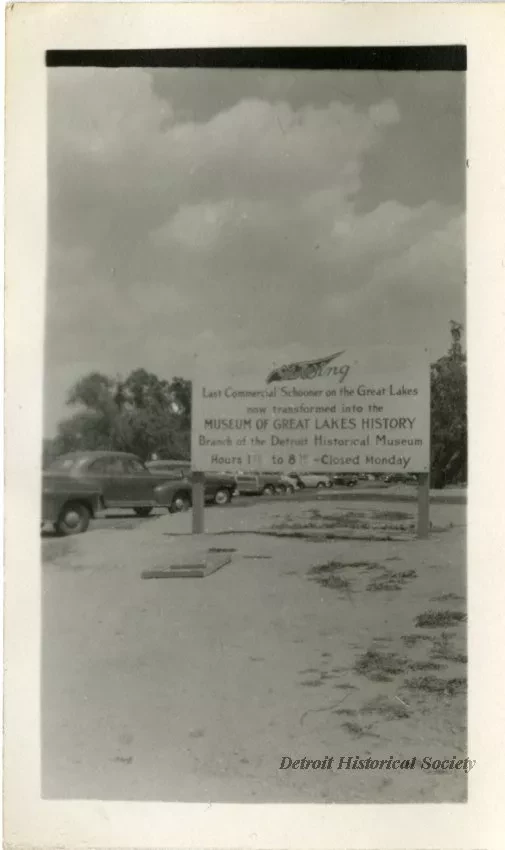 Wing
Last Commercial Schooner on the Great Lakes
now transformed into the
MUSEUM OF GREAT LAKES HISTORY
Branch of the Detroit Historical Museum
Hours to 8 Closed Monday
Detroit Historical Society